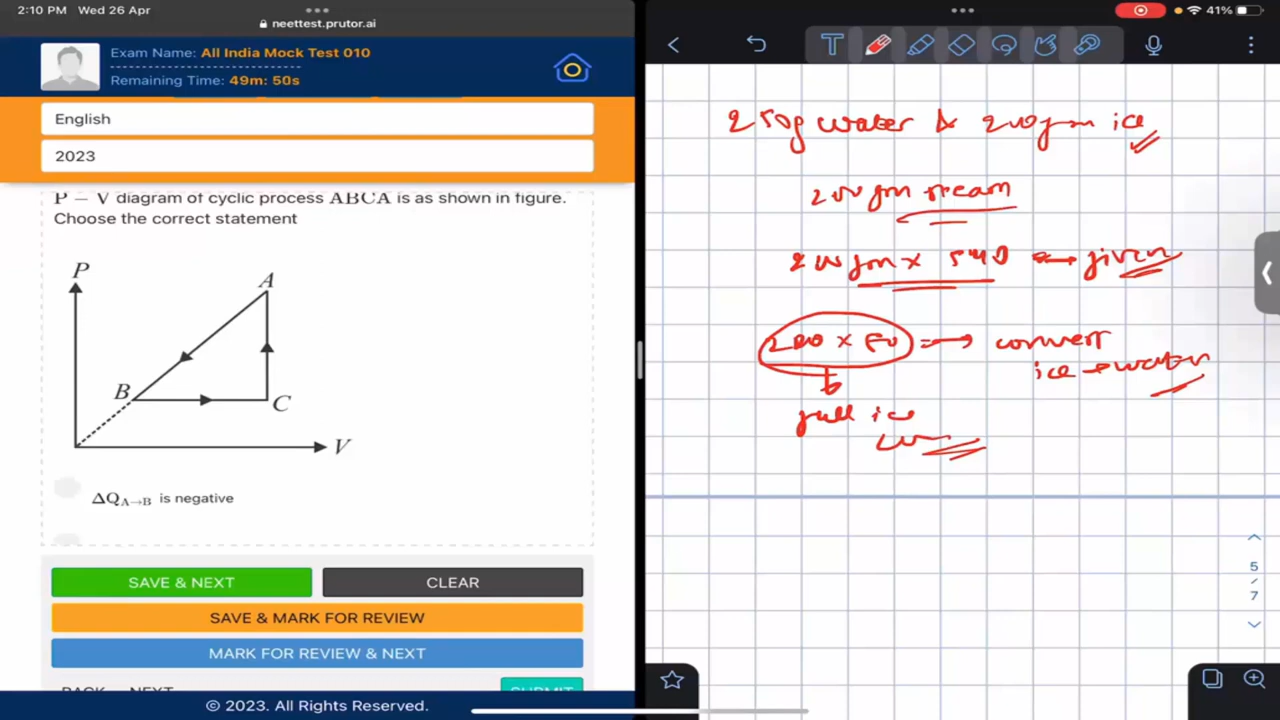 2:10 PM Wed 26 Apr
neettest.prutor.ai
41%
Exam Name: All India Mock Test 010
Remaining Time: 49m: 50s
English
2023
P − V diagram of cyclic process ABCA is as shown in figure.
Choose the correct statement
P
A
B
C
V
ΔQA→B is negative
SAVE & NEXT
CLEAR
SAVE & MARK FOR REVIEW
MARK FOR REVIEW & NEXT
BACK
NEXT
SUBMIT
© 2023. All Rights Reserved.
T
250g water & 200gm ice
200 gm steam
200 gm × 540 → given
200 × 80 → convert
ice → water
full ice
5
/
7